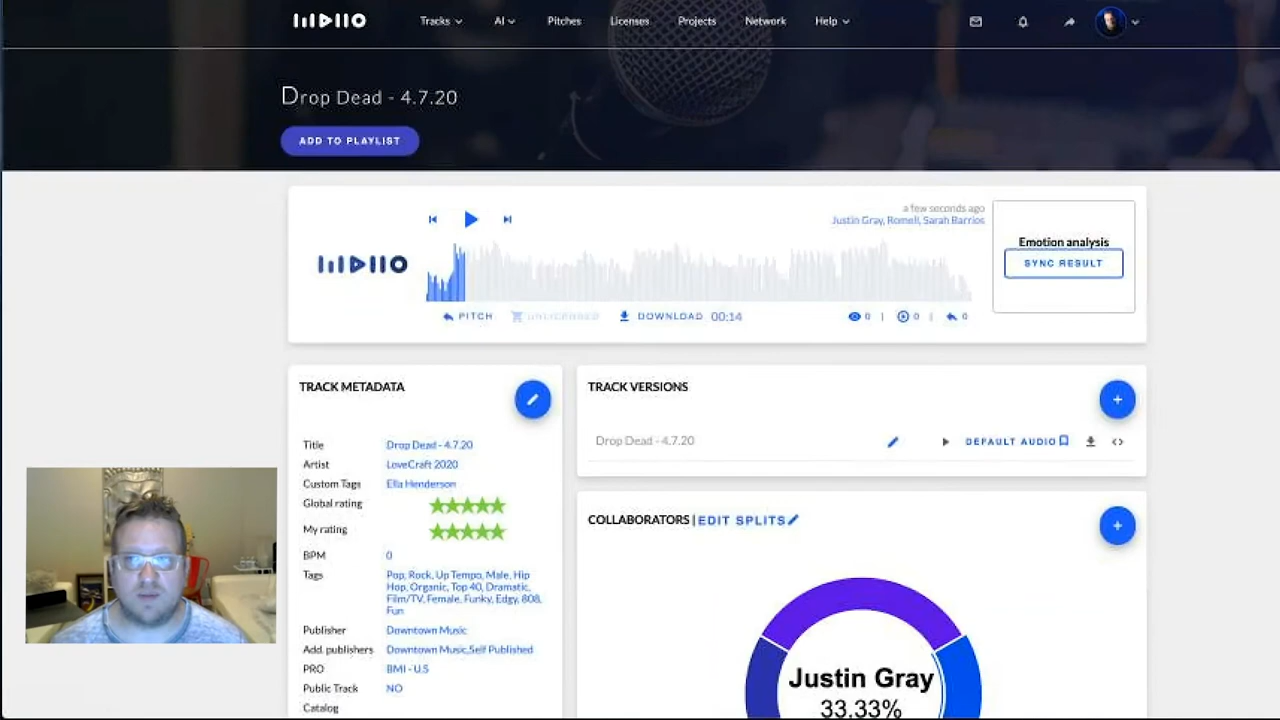 Tracks AI Pitches Licenses Projects Network Help
Drop Dead - 4.7.20
ADD TO PLAYLIST
a few seconds ago
Justin Gray, Romell, Sarah Barrios
Emotion analysis
SYNC RESULT
PITCH UNLICENSED DOWNLOAD 00:14 0 | 0 | 0
TRACK METADATA
Title Drop Dead - 4.7.20
Artist LoveCraft 2020
Custom Tags Ella Henderson
Global rating
My rating
BPM 0
Tags Pop, Rock, Up Tempo, Male, Hip
Hop, Organic, Top 40, Dramatic,
Film/TV, Female, Funky, Edgy, 808,
Fun
Publisher Downtown Music
Add. publishers Downtown Music,Self Published
PRO BMI - U.S
Public Track NO
Catalog
TRACK VERSIONS
Drop Dead - 4.7.20 DEFAULT AUDIO
COLLABORATORS | EDIT SPLITS
Justin Gray
33.33%